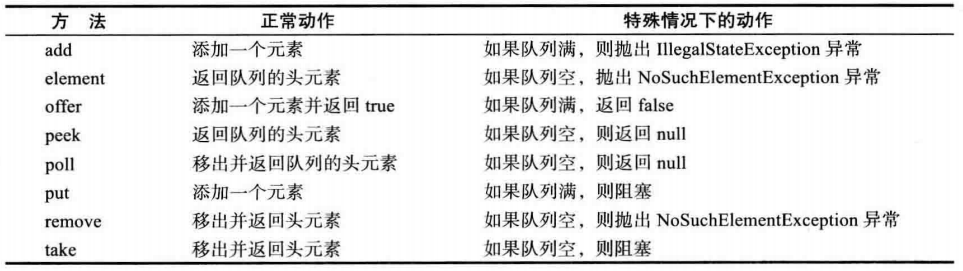 方 法 正常动作 特殊情况下的动作
add 添加一个元素 如果队列满，则抛出 IllegalStateException 异常
element 返回队列的头元素 如果队列空，抛出 NoSuchElementException 异常
offer 添加一个元素并返回 true 如果队列满，返回 false
peek 返回队列的头元素 如果队列空，则返回 null
poll 移出并返回队列的头元素 如果队列空，则返回 null
put 添加一个元素 如果队列满，则阻塞
remove 移出并返回头元素 如果队列空，则抛出 NoSuchElementException 异常
take 移出并返回头元素 如果队列空，则阻塞